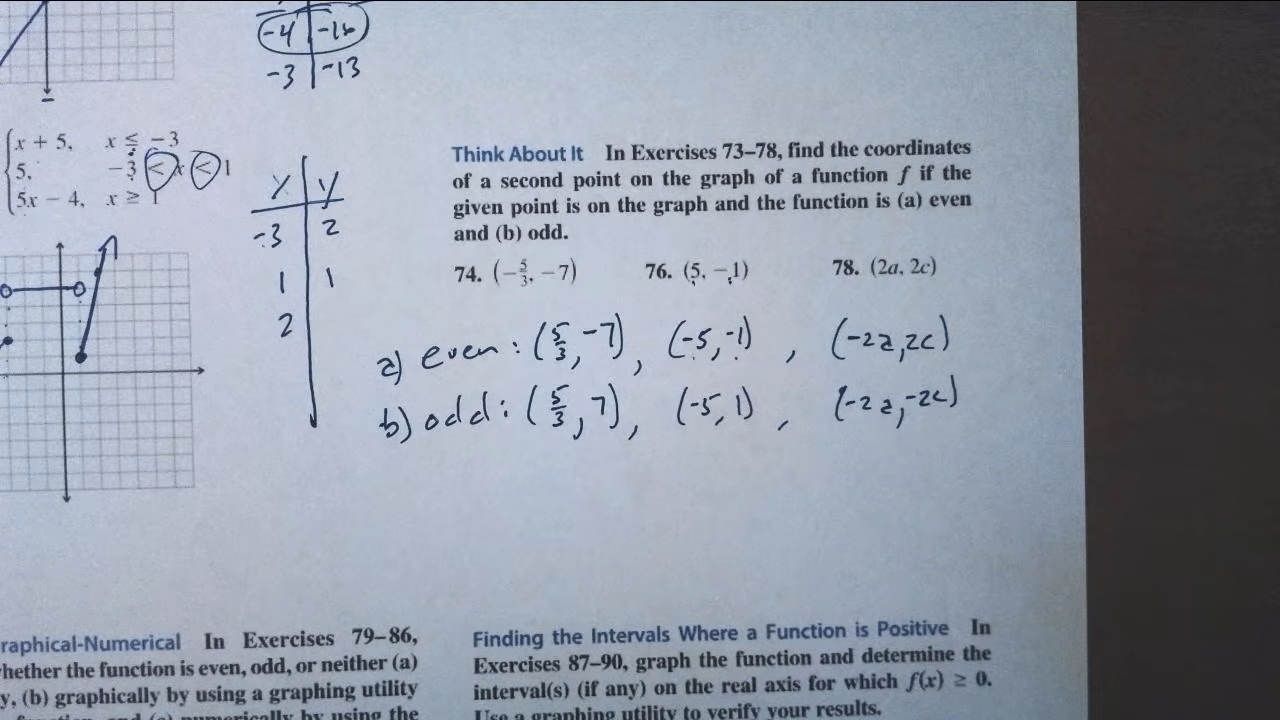 -4 -16
-3 -13
x + 5, x ≤ -3
5, -3 < x < 1
5x - 4, x ≥ 1
x y
-3 2
1 1
2
Think About It In Exercises 73–78, find the coordinates
of a second point on the graph of a function f if the
given point is on the graph and the function is (a) even
and (b) odd.
74. (-5/3, -7) 76. (5, -1) 78. (2a, 2c)
a) even: (5/3, -7), (-5, -1), (-2a, 2c)
b) odd: (5/3, 7), (-5, 1), (-2a, -2c)
raphical-Numerical In Exercises 79–86,
hether the function is even, odd, or neither (a)
y, (b) graphically by using a graphing utility
numerically by using the
Finding the Intervals Where a Function is Positive In
Exercises 87–90, graph the function and determine the
interval(s) (if any) on the real axis for which f(x) ≥ 0.
Use a graphing utility to verify your results.